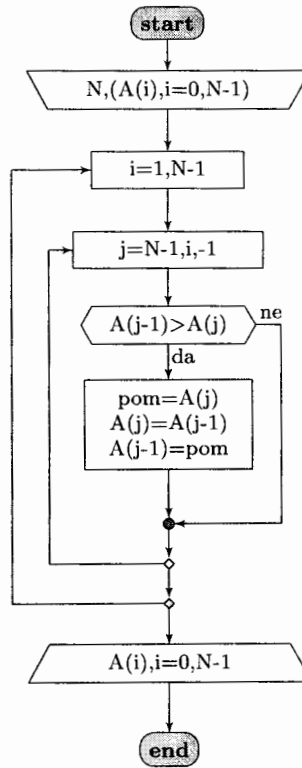 start
N,(A(i),i=0,N-1)
i=1,N-1
j=N-1,i,-1
A(j-1)>A(j)
ne
da
pom=A(j)
A(j)=A(j-1)
A(j-1)=pom
A(i),i=0,N-1
end